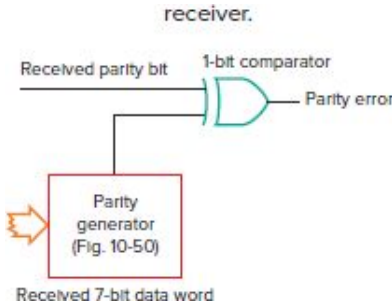 receiver.
1-bit comparator
Received parity bit
Parity error
Parity
generator
(Fig. 10-50)
Received 7-bit data word